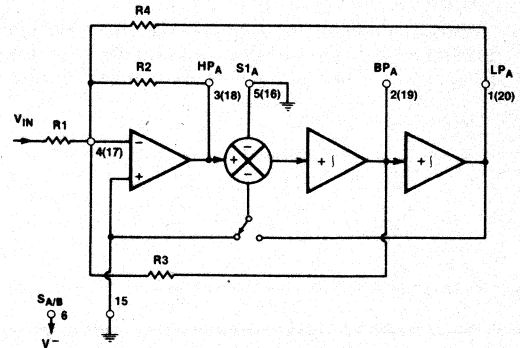 R4
R2
HPA
S1A
BPA
LPA
3(18)
5(16)
2(19)
1(20)
VIN
R1
4(17)
−
+
+
−
−
+ ∫
+ ∫
R3
SA/B
6
V−
15